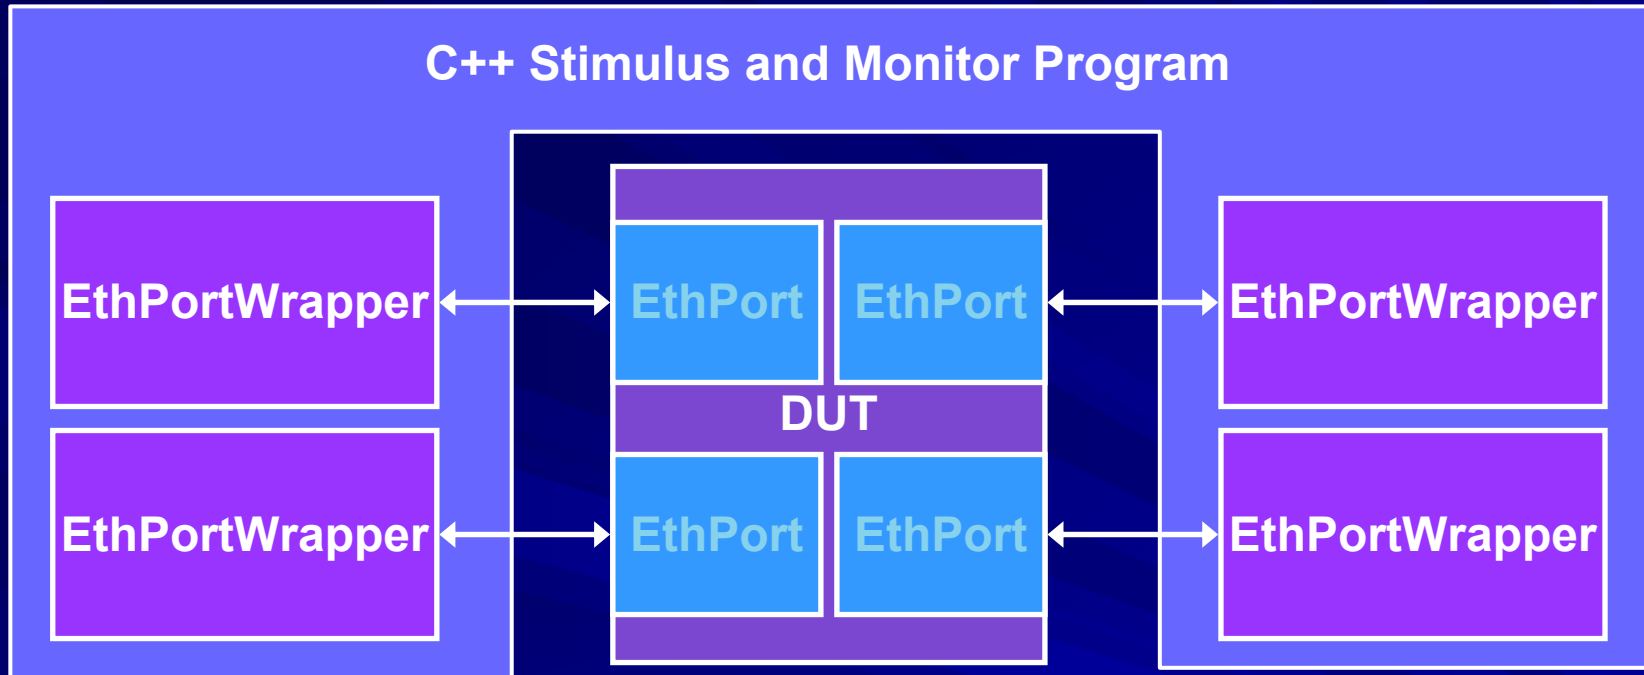 C++ Stimulus and Monitor Program
EthPortWrapper
EthPort
EthPort
EthPortWrapper
DUT
EthPortWrapper
EthPort
EthPort
EthPortWrapper